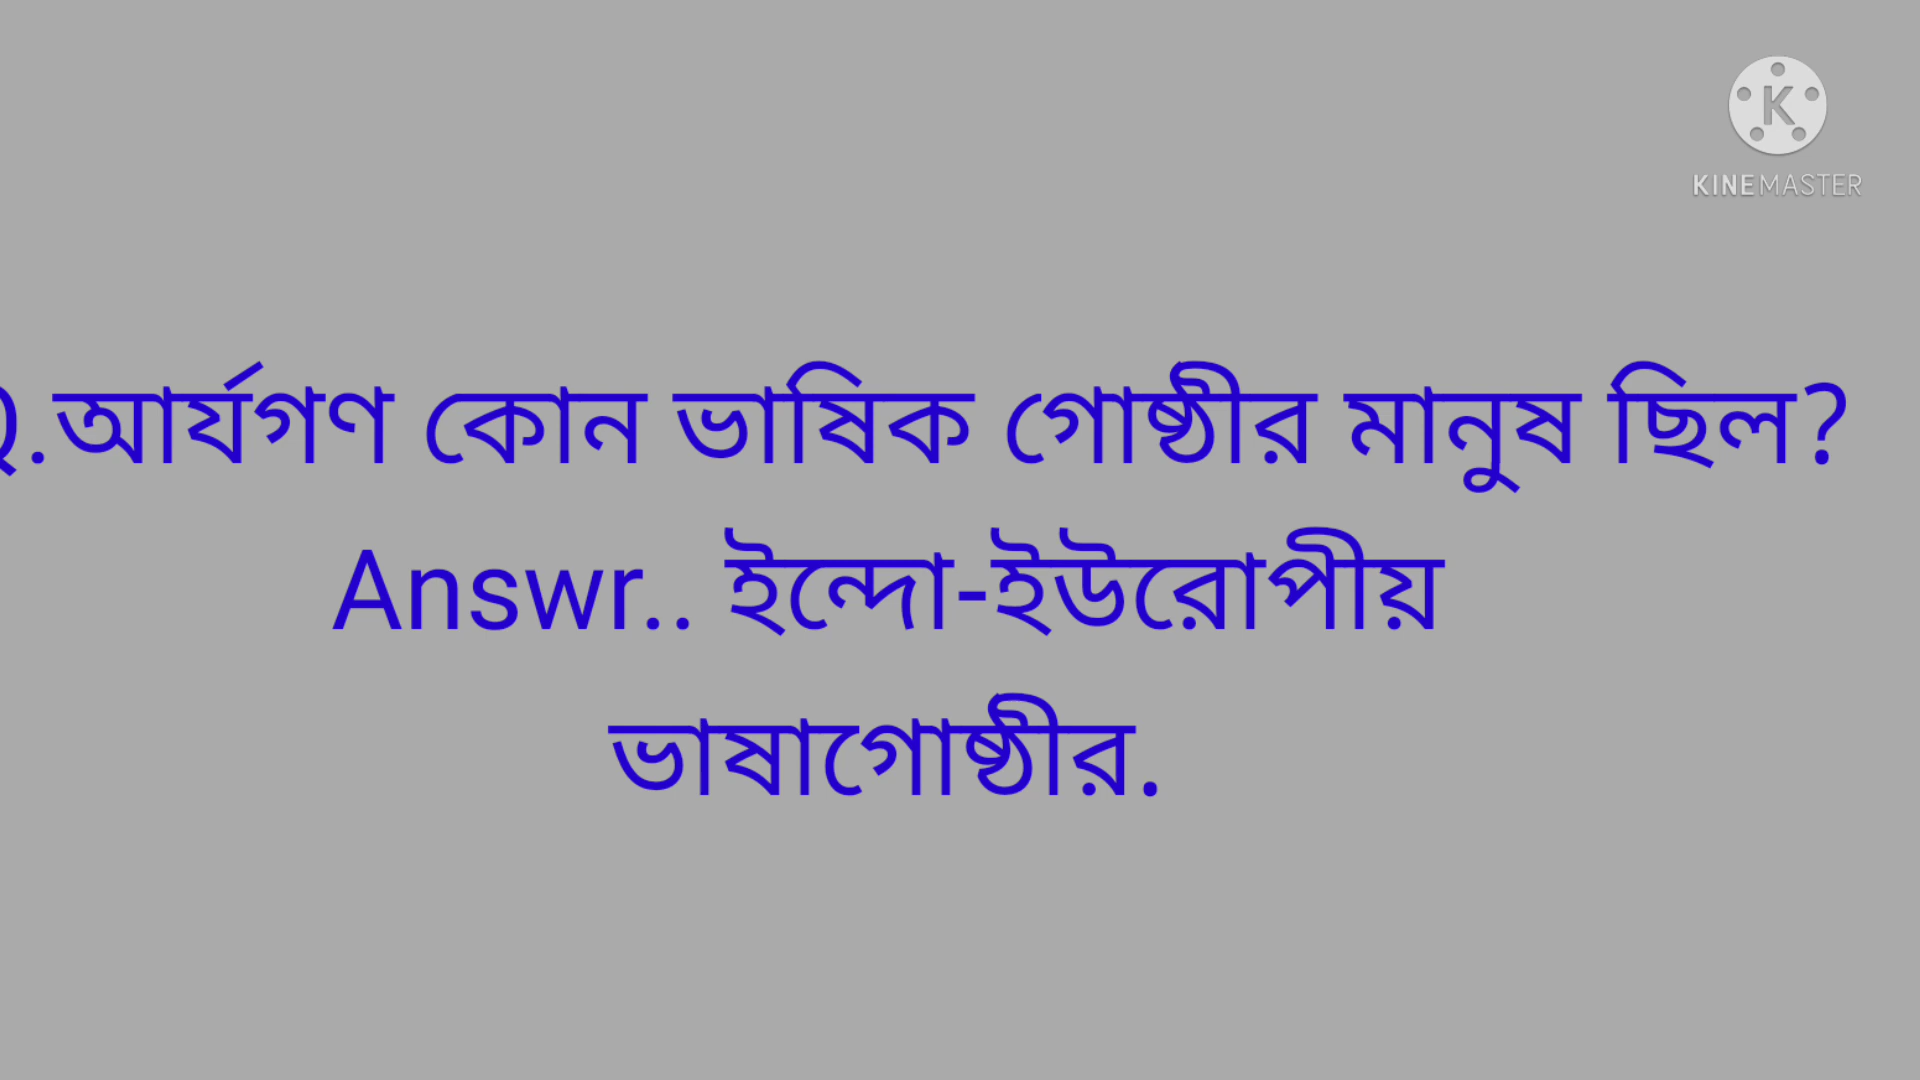 K
KINEMASTER
Q.আর্যগণ কোন ভাষিক গোষ্ঠীর মানুষ ছিল?
Answr.. ইন্দো-ইউরোপীয়
ভাষাগোষ্ঠীর.